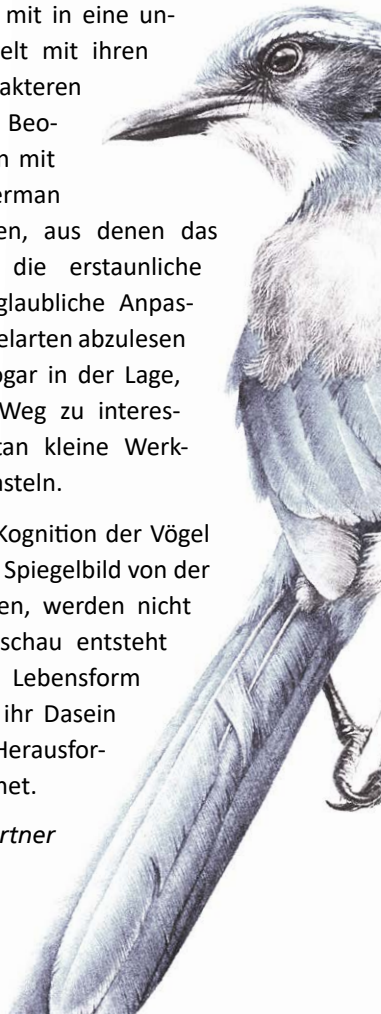 mit in eine un-
elt mit ihren
akteren
Beo-
n mit
erman
en, aus denen das
die erstaunliche
glaubliche Anpas-
elarten abzulesen
ogar in der Lage,
Weg zu interes-
tan kleine Werk-
asteln.
Kognition der Vögel
Spiegelbild von der
en, werden nicht
schau entsteht
Lebensform
ihr Dasein
Herausfor-
net.
rtner